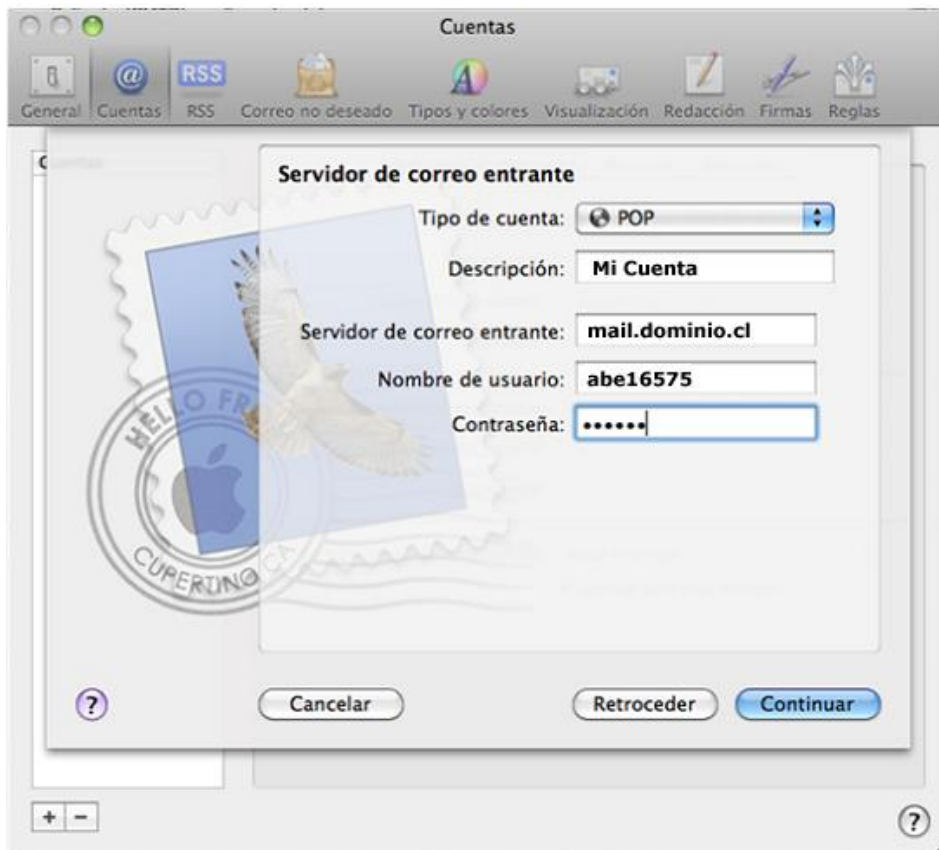 Cuentas
General Cuentas RSS Correo no deseado Tipos y colores Visualización Redacción Firmas Reglas
RSS
Servidor de correo entrante
Tipo de cuenta: POP
Descripción: Mi Cuenta
Servidor de correo entrante: mail.dominio.cl
Nombre de usuario: abe16575
Contraseña: ••••••
HELLO FR
CUPERTINO CA
? Cancelar Retroceder Continuar
+ − ?